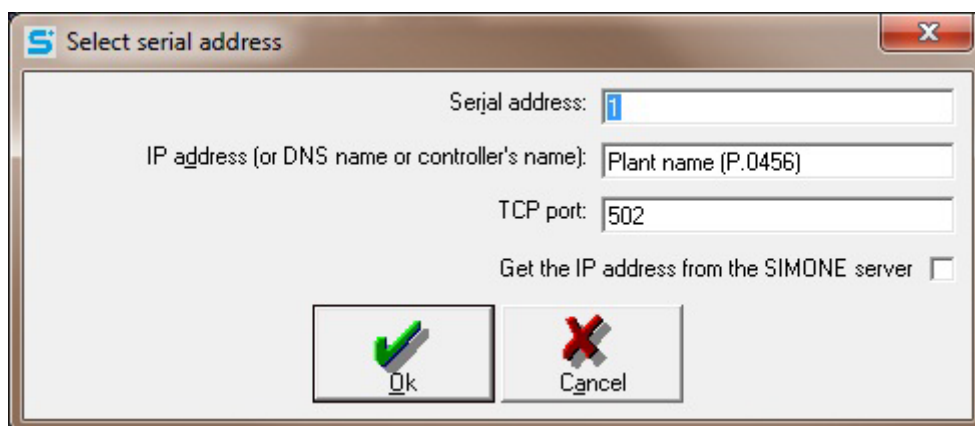 Select serial address
Serial address: 1
IP address (or DNS name or controller's name): Plant name (P.0456)
TCP port: 502
Get the IP address from the SIMONE server
Ok
Cancel